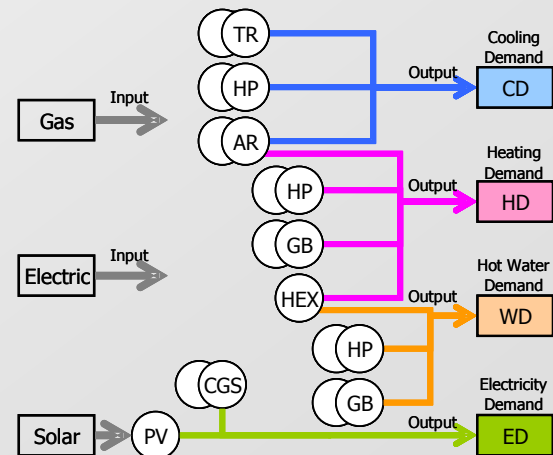 TR
Cooling
Demand
Output
CD
Input
HP
Gas
AR
Heating
Demand
Output
HD
HP
GB
Input
Electric
HEX
Hot Water
Demand
Output
WD
HP
CGS
GB
Electricity
Demand
Solar
PV
Output
ED